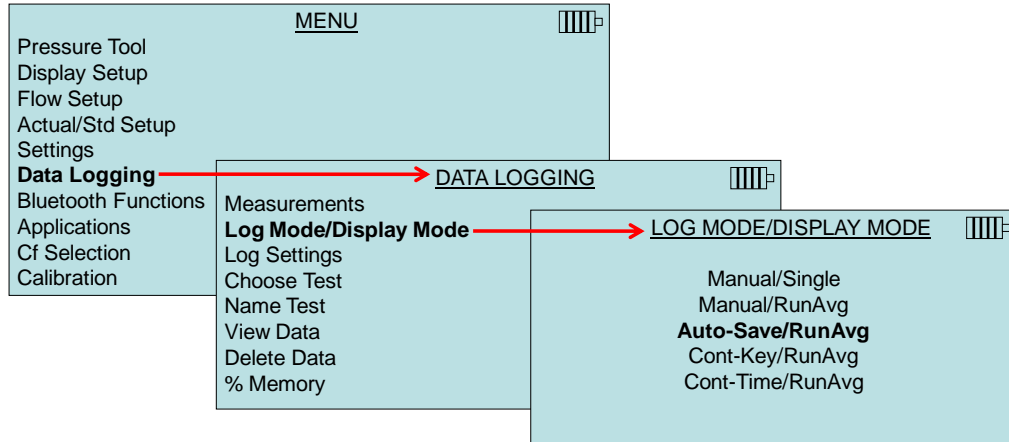 MENU
Pressure Tool
Display Setup
Flow Setup
Actual/Std Setup
Settings
Data Logging
Bluetooth Functions
Applications
Cf Selection
Calibration
DATA LOGGING
Measurements
Log Mode/Display Mode
Log Settings
Choose Test
Name Test
View Data
Delete Data
% Memory
LOG MODE/DISPLAY MODE
Manual/Single
Manual/RunAvg
Auto-Save/RunAvg
Cont-Key/RunAvg
Cont-Time/RunAvg